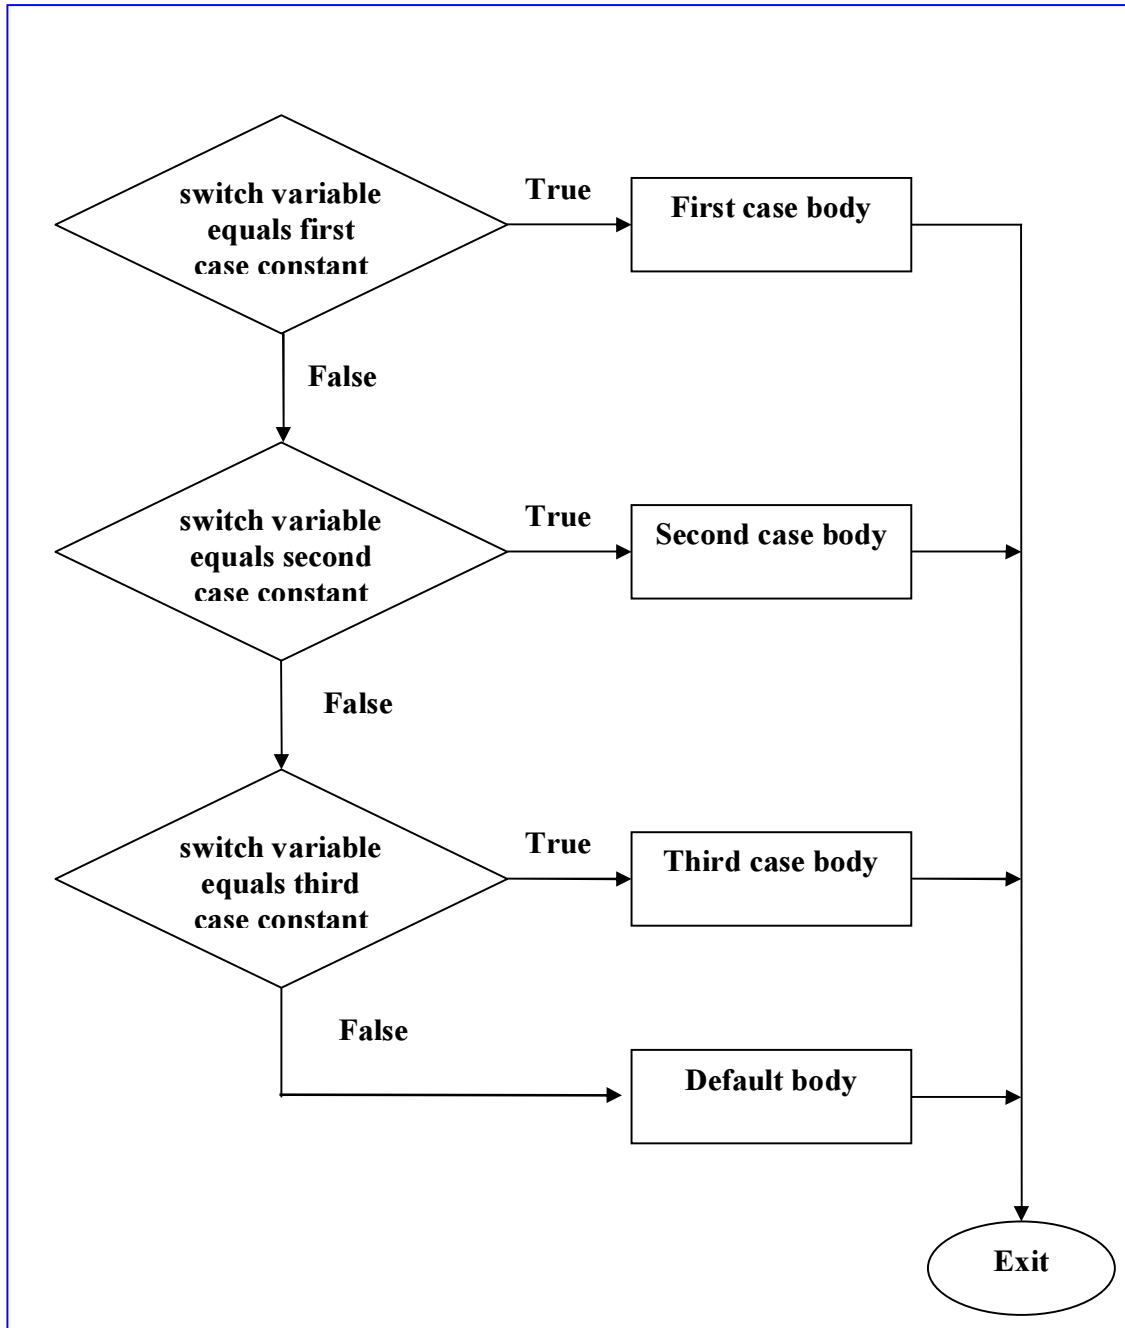 switch variable
equals first
case constant
True
First case body
False
switch variable
equals second
case constant
True
Second case body
False
switch variable
equals third
case constant
True
Third case body
False
Default body
Exit